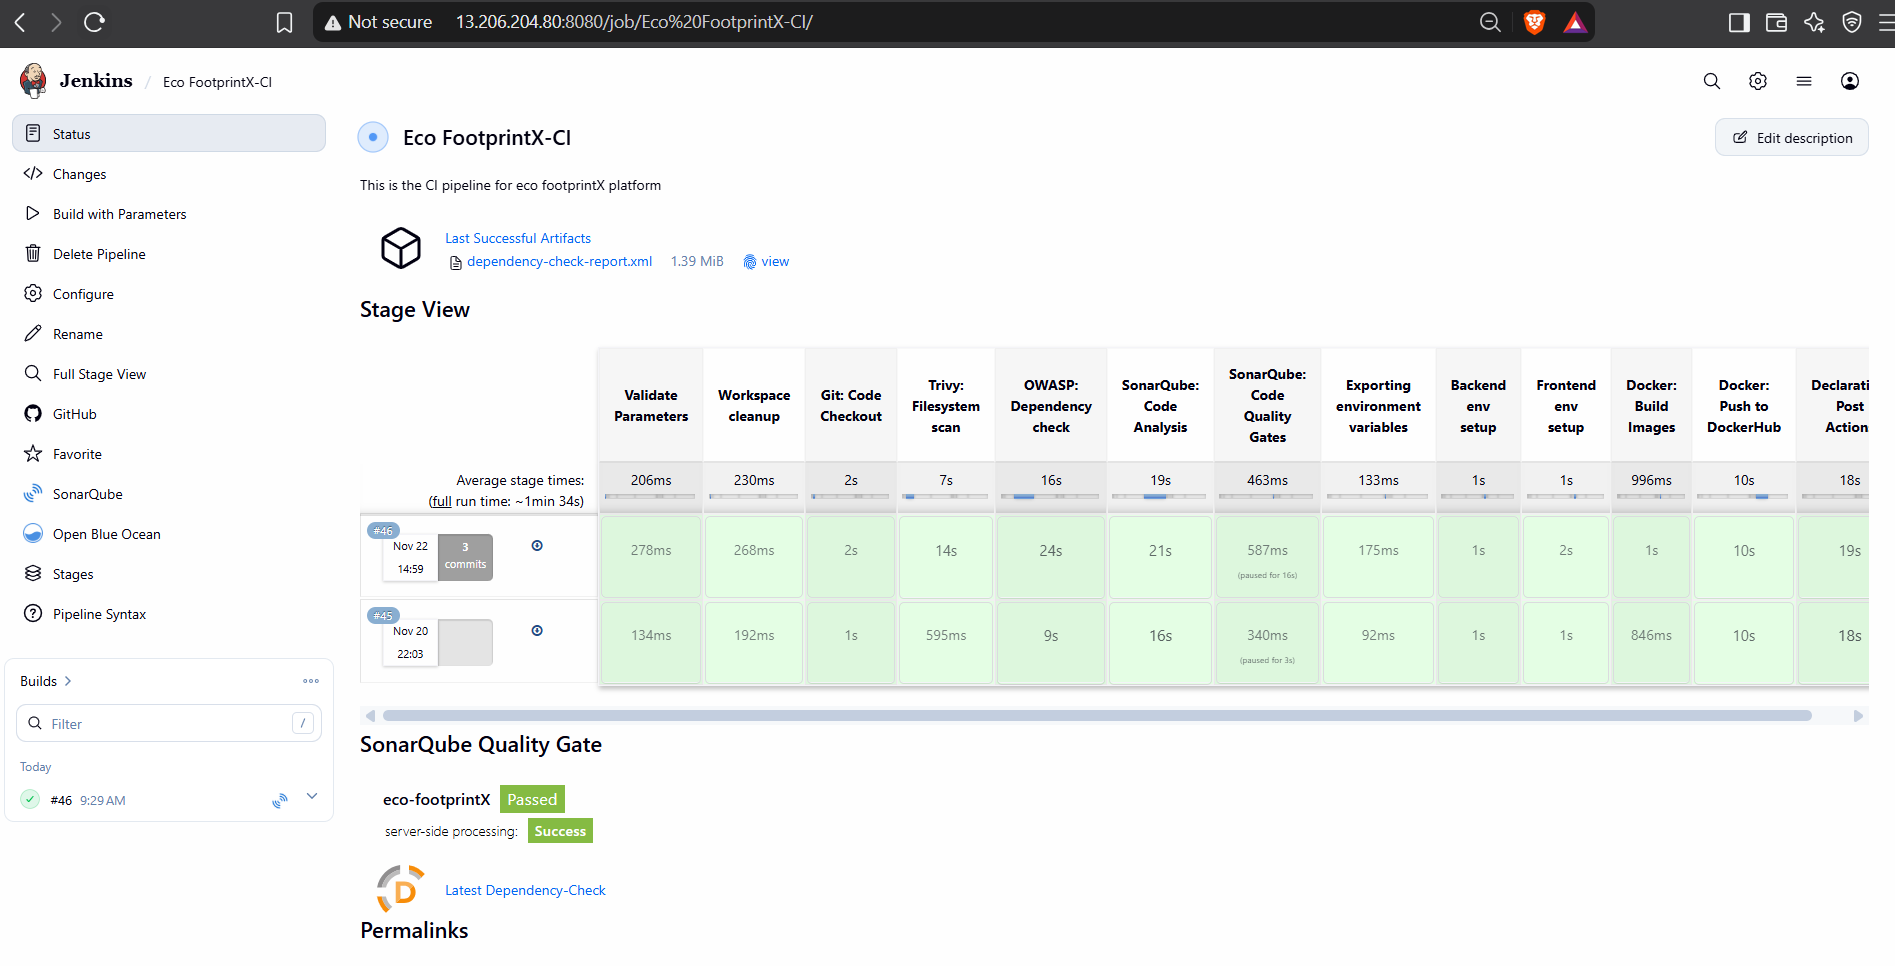 Not secure 13.206.204.80:8080/job/Eco%20FootprintX-CI/
Jenkins / Eco FootprintX-CI
Status
Changes
Build with Parameters
Delete Pipeline
Configure
Rename
Full Stage View
GitHub
Favorite
SonarQube
Open Blue Ocean
Stages
Pipeline Syntax
Builds
Filter /
Today
#46 9:29 AM
Eco FootprintX-CI
Edit description
This is the CI pipeline for eco footprintX platform
Last Successful Artifacts
dependency-check-report.xml 1.39 MiB view
Stage View
Validate Parameters
Workspace cleanup
Git: Code Checkout
Trivy: Filesystem scan
OWASP: Dependency check
SonarQube: Code Analysis
SonarQube: Code Quality Gates
Exporting environment variables
Backend env setup
Frontend env setup
Docker: Build Images
Docker: Push to DockerHub
Declarati Post Action
Average stage times:
(full run time: ~1min 34s)
206ms 230ms 2s 7s 16s 19s 463ms 133ms 1s 1s 996ms 10s 18s
#46
Nov 22
14:59
3
commits
278ms 268ms 2s 14s 24s 21s 587ms 175ms 1s 2s 1s 10s 19s
(paused for 16s)
#45
Nov 20
22:03
134ms 192ms 1s 595ms 9s 16s 340ms 92ms 1s 1s 846ms 10s 18s
(paused for 3s)
SonarQube Quality Gate
eco-footprintX Passed
server-side processing: Success
D
Latest Dependency-Check
Permalinks